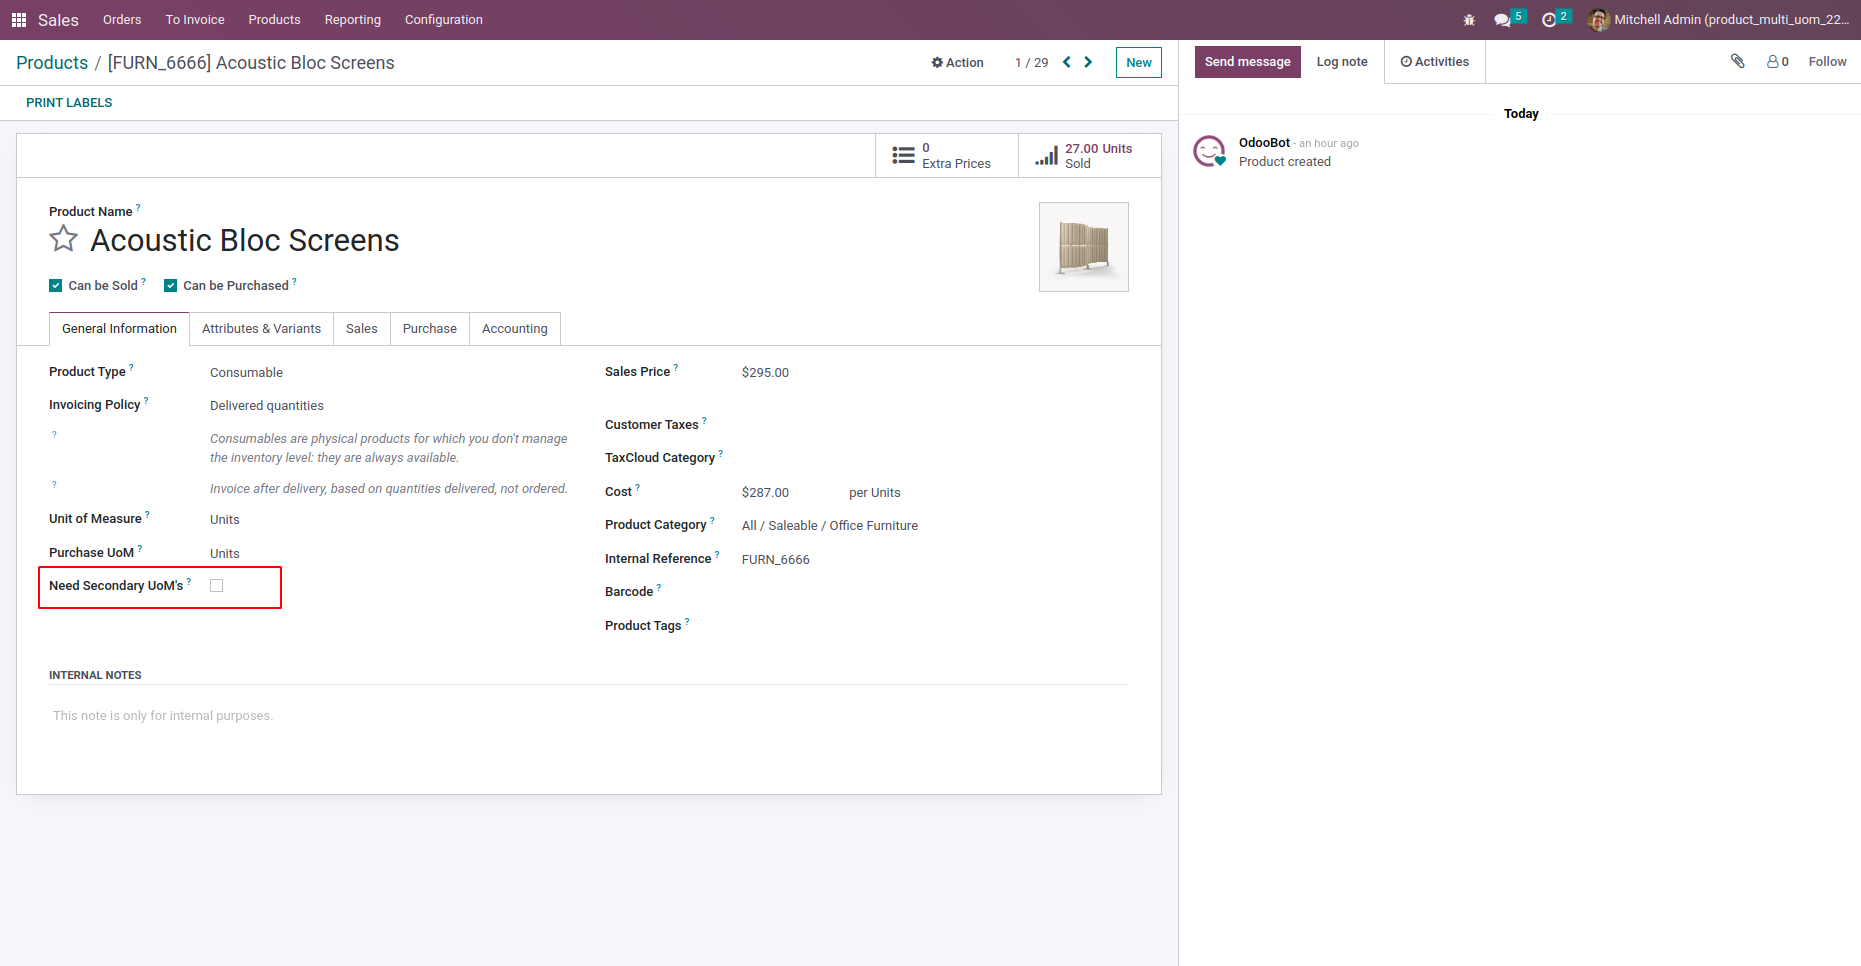 Sales Orders To Invoice Products Reporting Configuration 5 2 Mitchell Admin (product_multi_uom_22...
Products / [FURN_6666] Acoustic Bloc Screens Action 1 / 29 New
PRINT LABELS
0
Extra Prices
27.00 Units
Sold
Product Name ?
Acoustic Bloc Screens
Can be Sold ? Can be Purchased ?
General Information Attributes & Variants Sales Purchase Accounting
Product Type ? Consumable
Invoicing Policy ? Delivered quantities
? Consumables are physical products for which you don't manage
the inventory level: they are always available.
? Invoice after delivery, based on quantities delivered, not ordered.
Unit of Measure ? Units
Purchase UoM ? Units
Need Secondary UoM's ?
Sales Price ? $295.00
Customer Taxes ?
TaxCloud Category ?
Cost ? $287.00 per Units
Product Category ? All / Saleable / Office Furniture
Internal Reference ? FURN_6666
Barcode ?
Product Tags ?
INTERNAL NOTES
This note is only for internal purposes.
Send message Log note Activities 0 Follow
Today
OdooBot - an hour ago
Product created